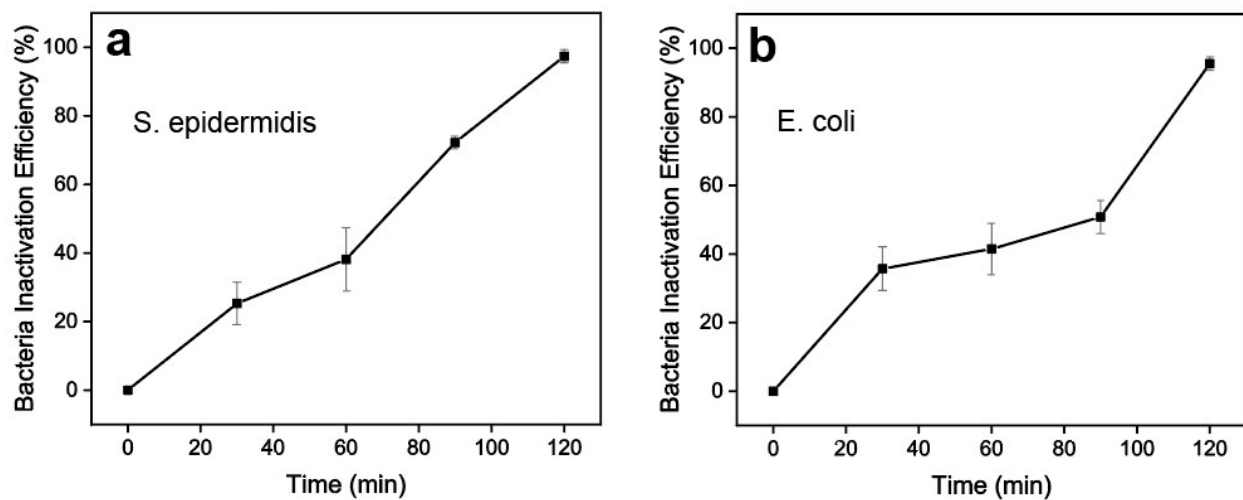 a
S. epidermidis
Bacteria Inactivation Efficiency (%)
100
80
60
40
20
0
0 20 40 60 80 100 120
Time (min)
b
E. coli
Bacteria Inactivation Efficiency (%)
100
80
60
40
20
0
0 20 40 60 80 100 120
Time (min)